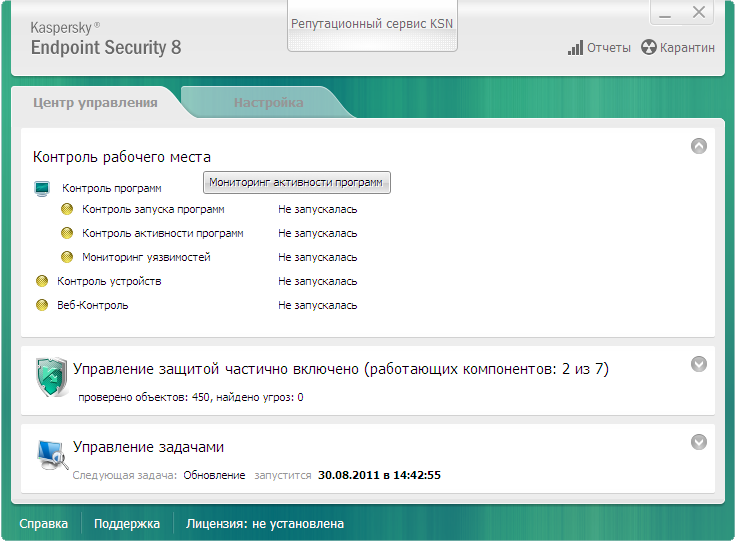 Kaspersky ®
Endpoint Security 8
Репутационный сервис KSN
Отчеты Карантин
Центр управления Настройка
Контроль рабочего места
Контроль программ Мониторинг активности программ
Контроль запуска программ Не запускалась
Контроль активности программ Не запускалась
Мониторинг уязвимостей Не запускалась
Контроль устройств Не запускалась
Веб-Контроль Не запускалась
Управление защитой частично включено (работающих компонентов: 2 из 7)
проверено объектов: 450, найдено угроз: 0
Управление задачами
Следующая задача: Обновление запустится 30.08.2011 в 14:42:55
Справка Поддержка Лицензия: не установлена